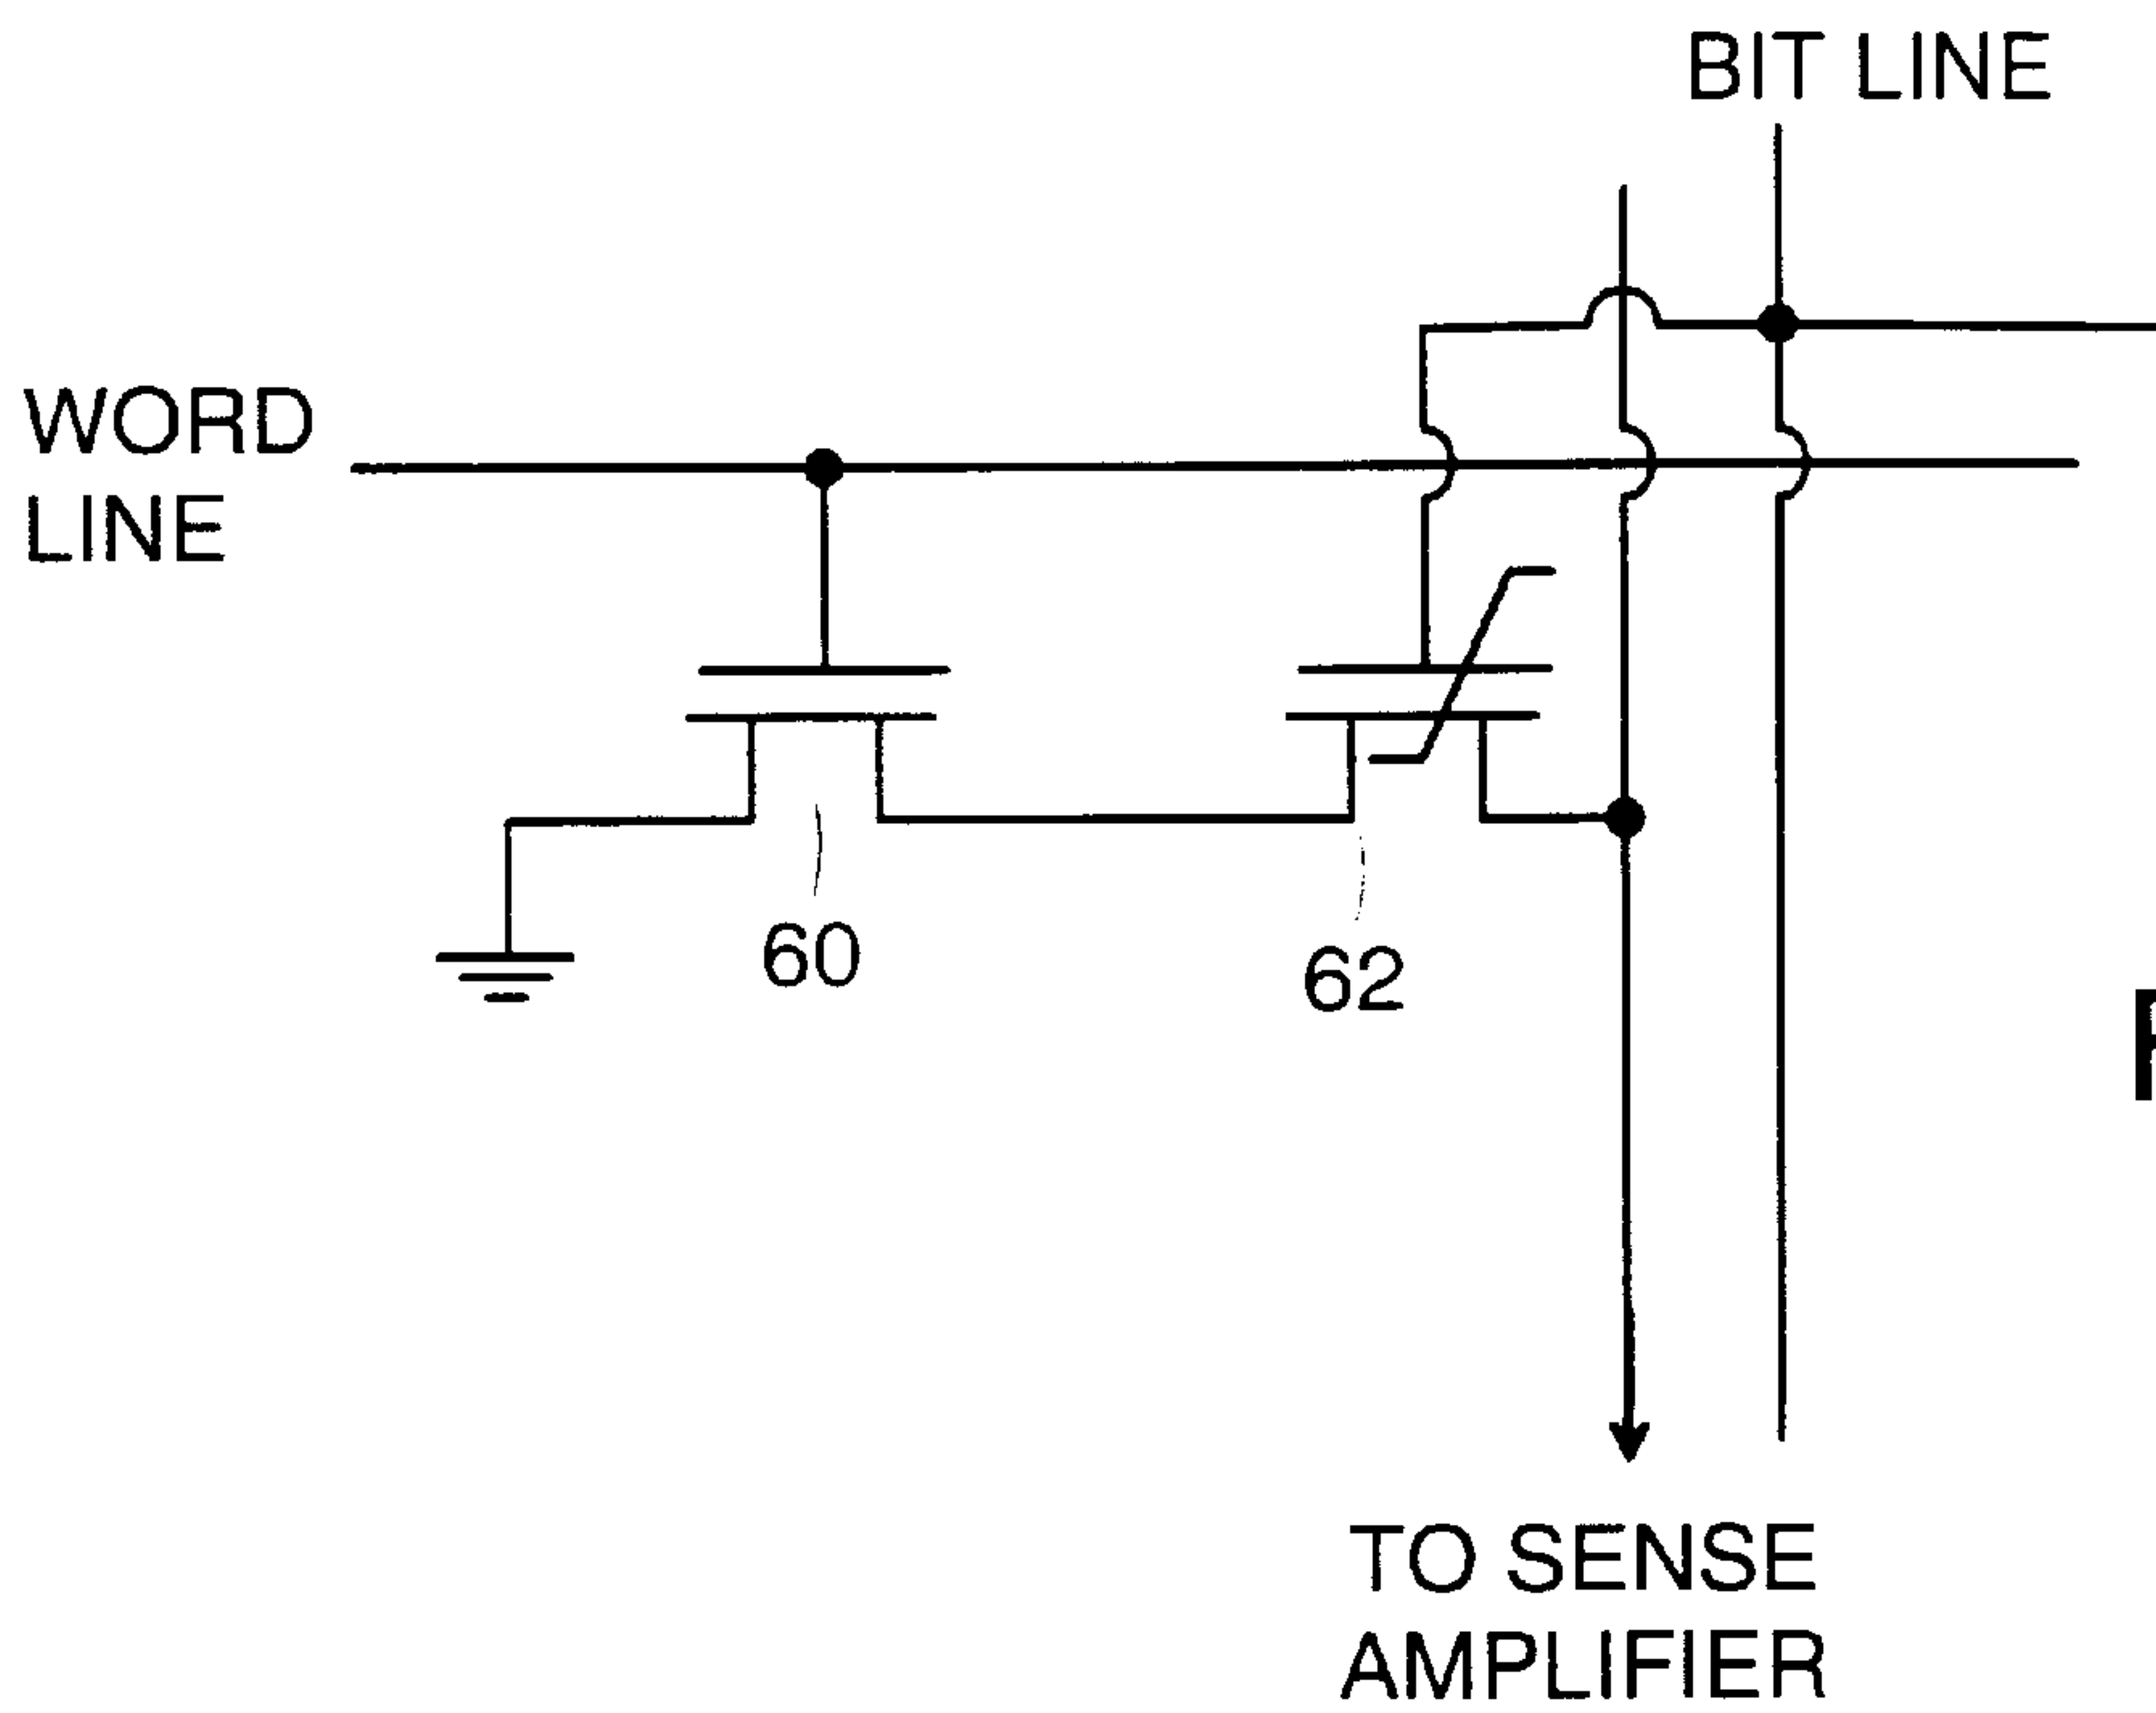 BIT LINE
WORD
LINE
60
62
TO SENSE
AMPLIFIER